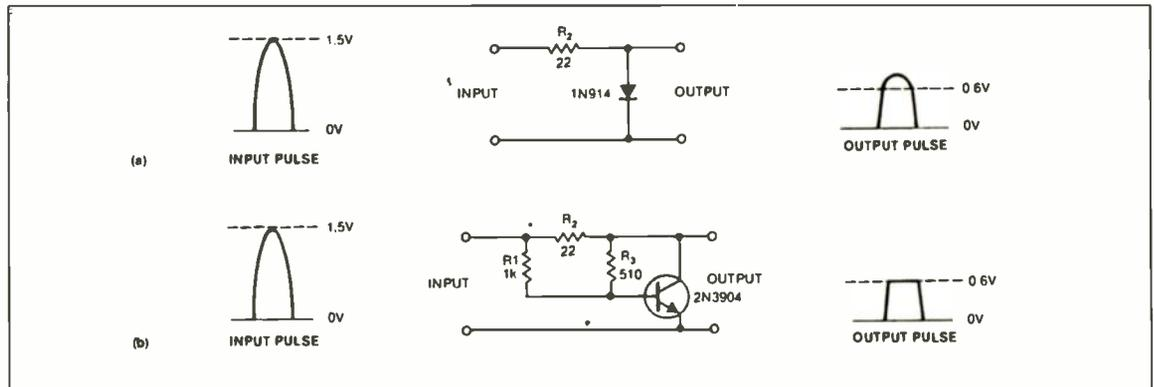 1.5V
R2
22
INPUT
1N914
OUTPUT
0V
0 6V
0V
(a)
INPUT PULSE
OUTPUT PULSE
1.5V
R2
22
R1
1k
R3
510
INPUT
OUTPUT
2N3904
0V
0 6V
0V
(b)
INPUT PULSE
OUTPUT PULSE